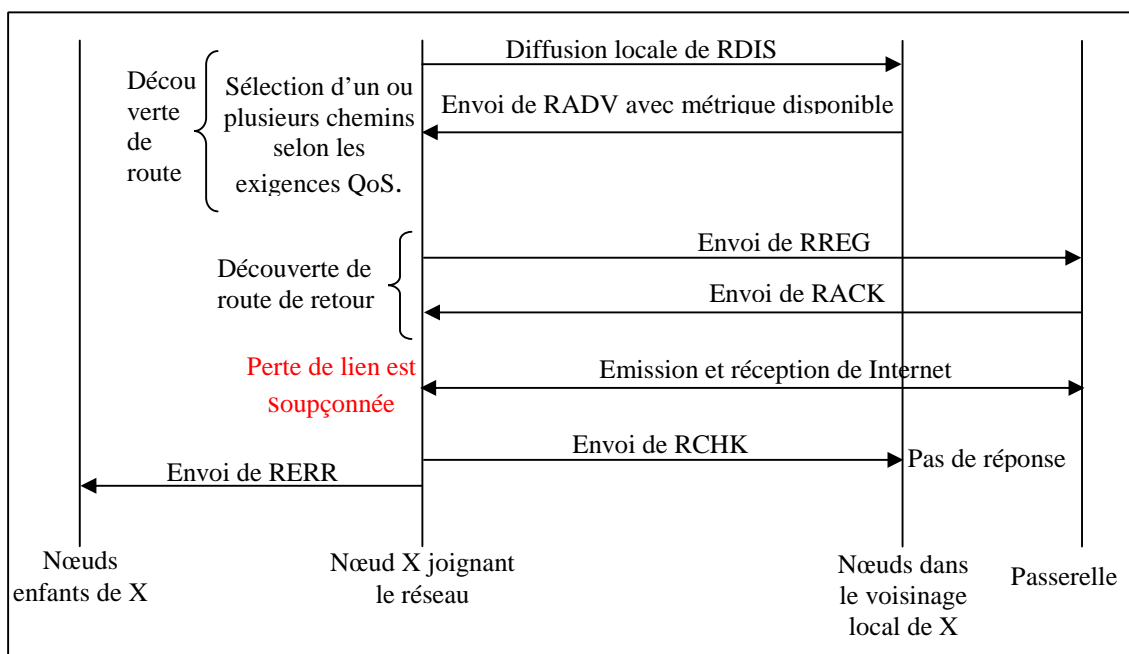 Diffusion locale de RDIS
Décou
verte
de
route
Sélection d'un ou
plusieurs chemins
selon les
exigences QoS.
Envoi de RADV avec métrique disponible
Envoi de RREG
Découverte de
route de retour
Envoi de RACK
Perte de lien est
soupçonnée
Emission et réception de Internet
Envoi de RCHK
Pas de réponse
Envoi de RERR
Nœuds
enfants de X
Nœud X joignant
le réseau
Nœuds dans
le voisinage
local de X
Passerelle